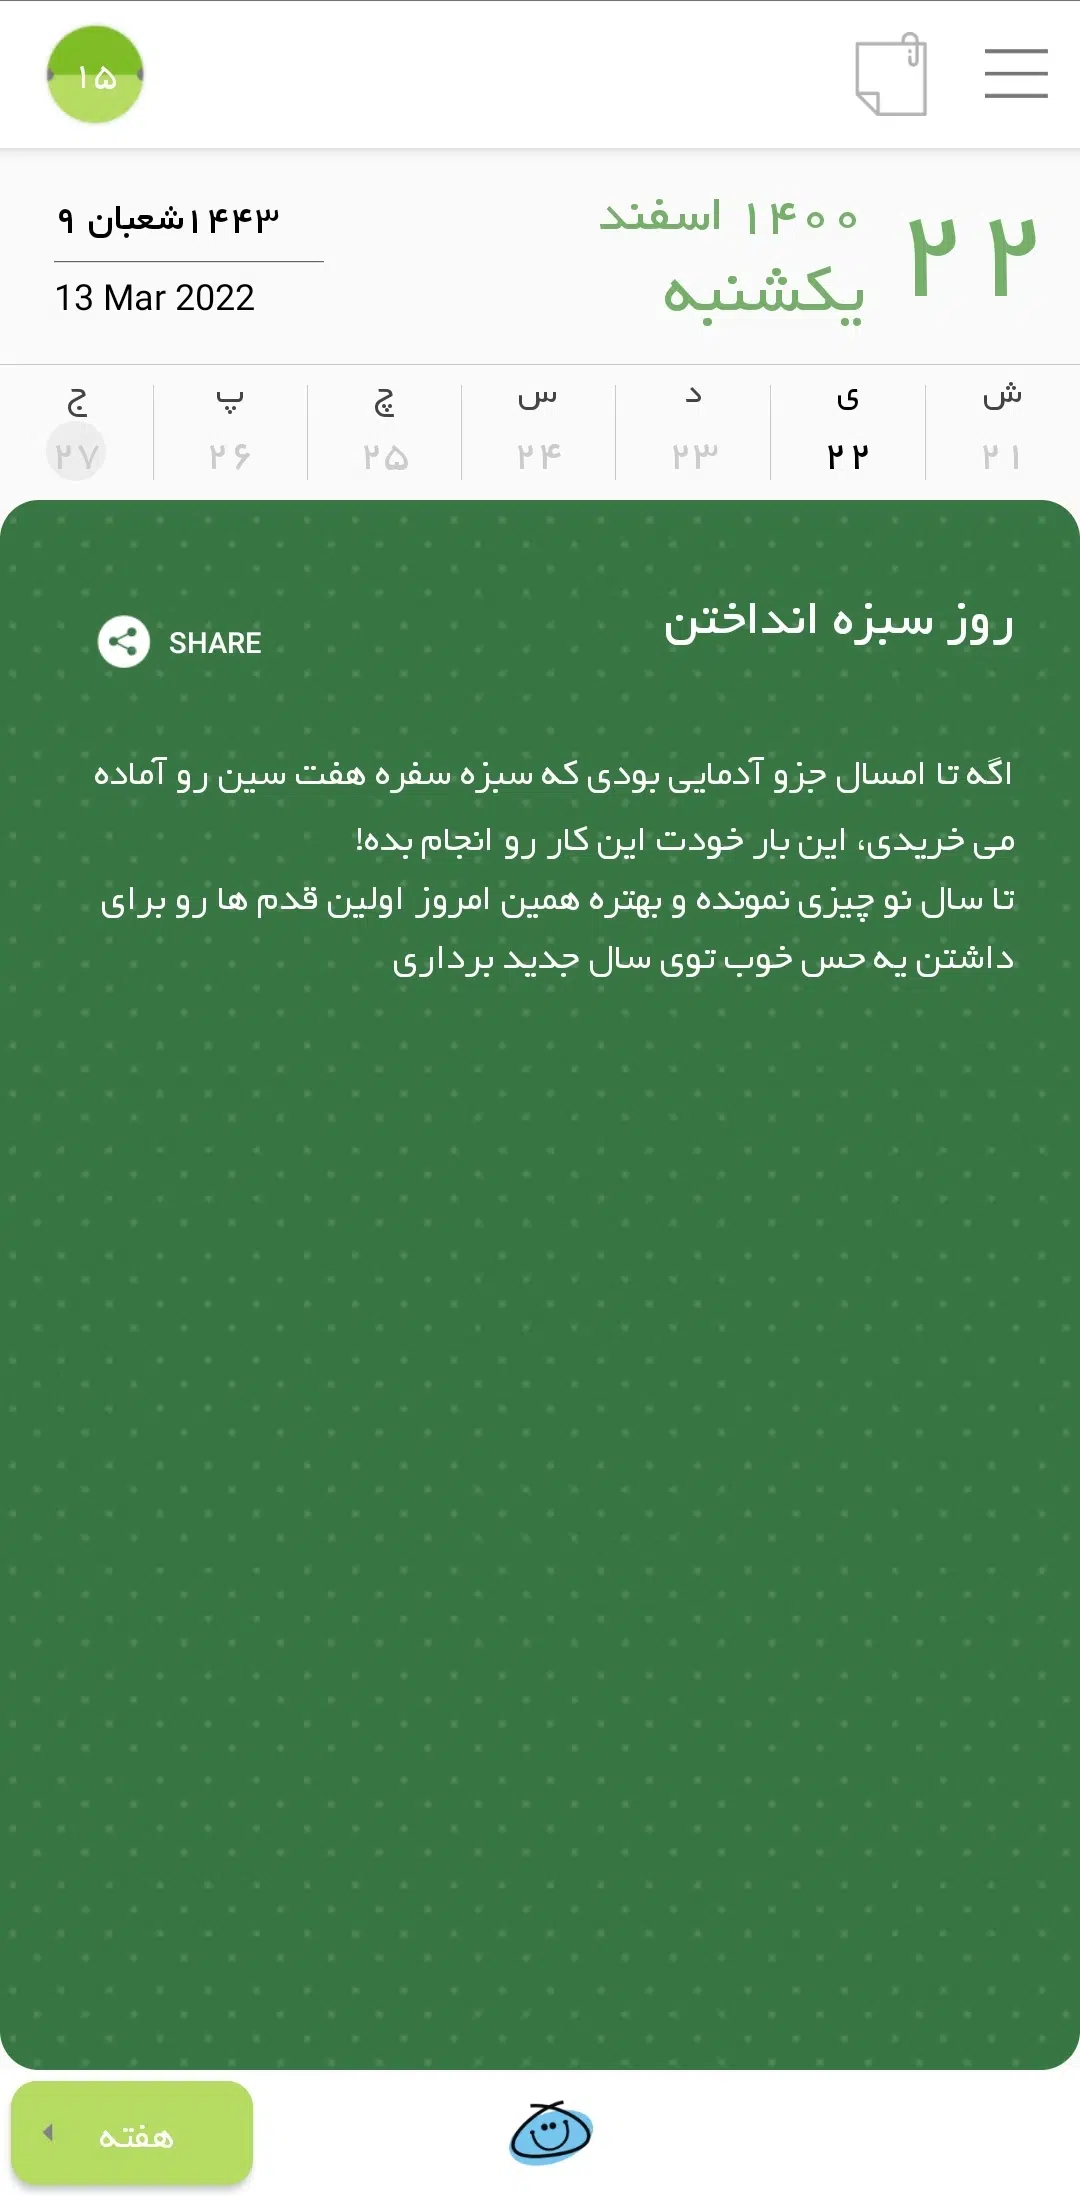 ۱۵
۲۲
۱۴۰۰ اسفند
یکشنبه
۹ شعبان۱۴۴۳
13 Mar 2022
ش ی د س چ پ ج
۲۱ ۲۲ ۲۳ ۲۴ ۲۵ ۲۶ ۲۷
روز سبزه انداختن
SHARE
اگه تا امسال جزو آدمایی بودی که سبزه سفره هفت سین رو آماده
می خریدی، این بار خودت این کار رو انجام بده!
تا سال نو چیزی نمونده و بهتره همین امروز اولین قدم ها رو برای
داشتن یه حس خوب توی سال جدید برداری
هفته